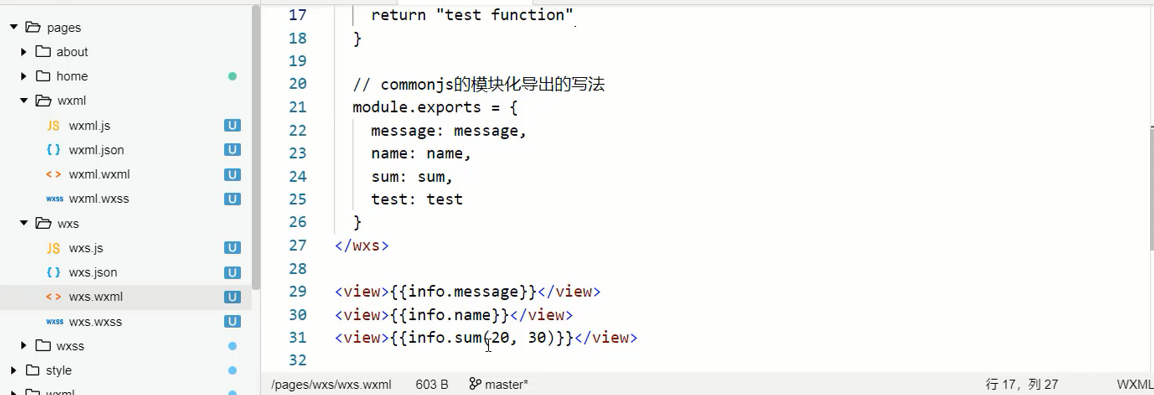 pages
about
home
wxml
JS wxml.js U
{ } wxml.json U
<> wxml.wxml U
wxss wxml.wxss U
wxs
JS wxs.js U
{ } wxs.json U
<> wxs.wxml U
wxss wxs.wxss U
wxss
style
wxml
17 return "test function"
18 }
19
20 // commonjs的模块化导出的写法
21 module.exports = {
22 message: message,
23 name: name,
24 sum: sum,
25 test: test
26 }
27 </wxs>
28
29 <view>{{info.message}}</view>
30 <view>{{info.name}}</view>
31 <view>{{info.sum(20, 30)}}</view>
32
/pages/wxs/wxs.wxml 603 B master* 行 17，列 27 WXML